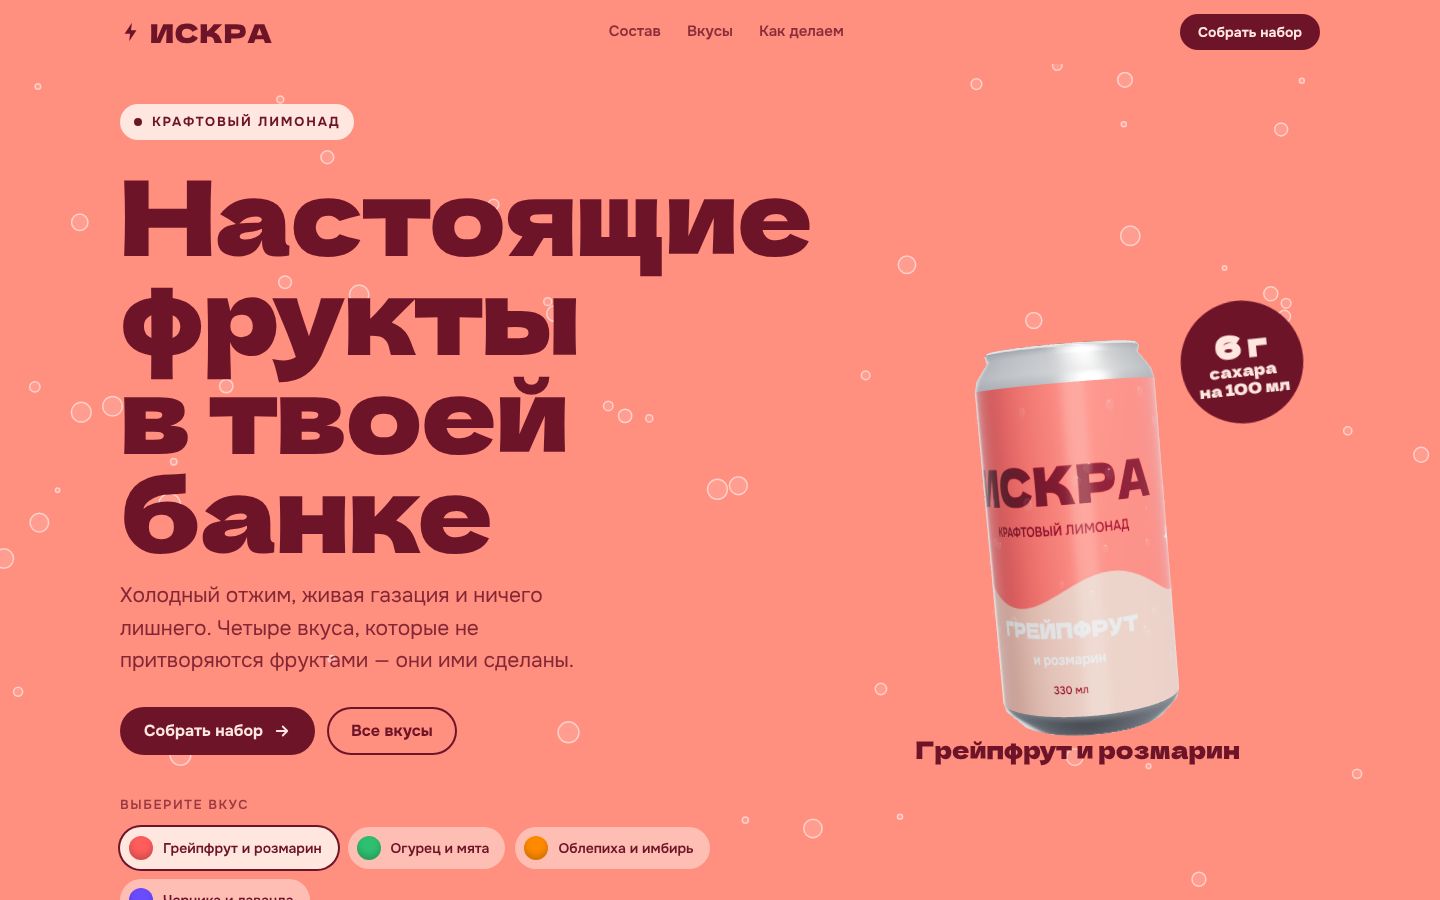 ИСКРА
Состав
Вкусы
Как делаем
Собрать набор
КРАФТОВЫЙ ЛИМОНАД
Настоящие
фрукты
в твоей
банке
Холодный отжим, живая газация и ничего
лишнего. Четыре вкуса, которые не
притворяются фруктами — они ими сделаны.
Собрать набор →
Все вкусы
ВЫБЕРИТЕ ВКУС
Грейпфрут и розмарин
Огурец и мята
Облепиха и имбирь
Черника и лаванда
6 г
сахара
на 100 мл
ИСКРА
КРАФТОВЫЙ ЛИМОНАД
ГРЕЙПФРУТ
и розмарин
330 мл
Грейпфрут и розмарин